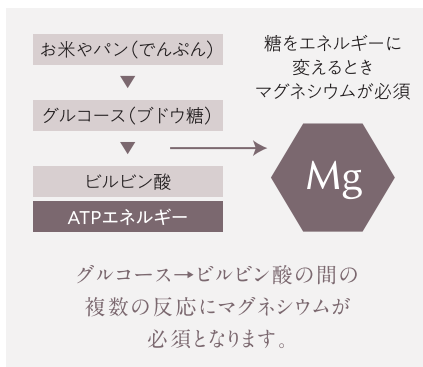 お米やパン(でんぷん)
グルコース(ブドウ糖)
ビルビン酸
ATPエネルギー
糖をエネルギーに
変えるとき
マグネシウムが必須
Mg
グルコース→ビルビン酸の間の
複数の反応にマグネシウムが
必須となります。